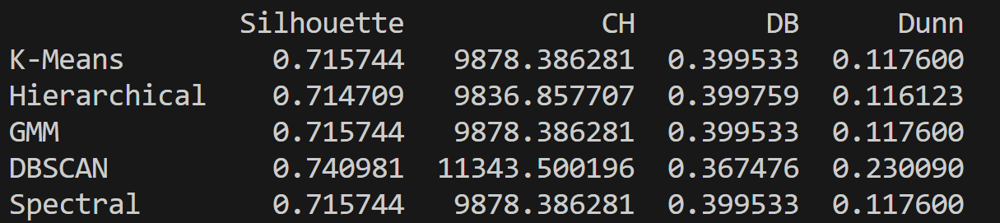 Silhouette CH DB Dunn
K-Means 0.715744 9878.386281 0.399533 0.117600
Hierarchical 0.714709 9836.857707 0.399759 0.116123
GMM 0.715744 9878.386281 0.399533 0.117600
DBSCAN 0.740981 11343.500196 0.367476 0.230090
Spectral 0.715744 9878.386281 0.399533 0.117600